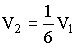 V₂ = 1/6 V₁